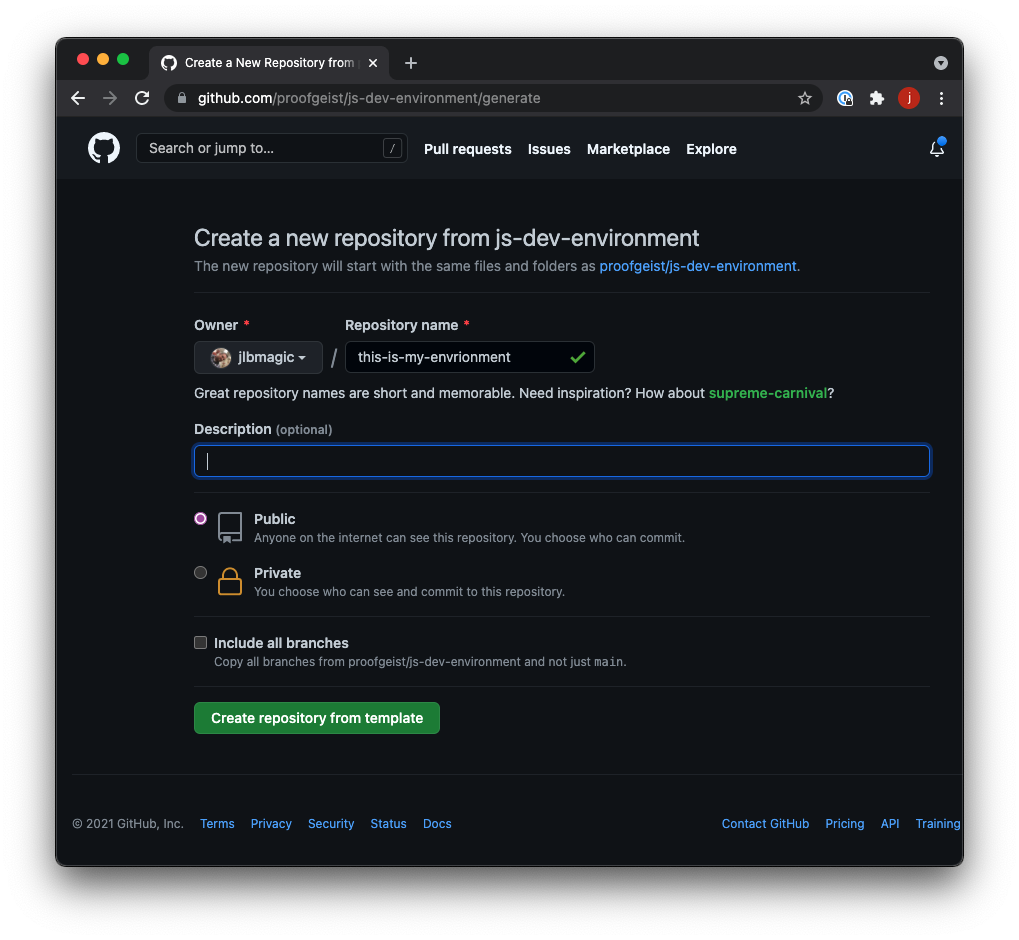 Create a New Repository from
github.com/proofgeist/js-dev-environment/generate
j
Search or jump to... /
Pull requests Issues Marketplace Explore
Create a new repository from js-dev-environment
The new repository will start with the same files and folders as proofgeist/js-dev-environment.
Owner * Repository name *
jlbmagic / this-is-my-envrionment
Great repository names are short and memorable. Need inspiration? How about supreme-carnival?
Description (optional)
Public
Anyone on the internet can see this repository. You choose who can commit.
Private
You choose who can see and commit to this repository.
Include all branches
Copy all branches from proofgeist/js-dev-environment and not just main.
Create repository from template
© 2021 GitHub, Inc. Terms Privacy Security Status Docs Contact GitHub Pricing API Training